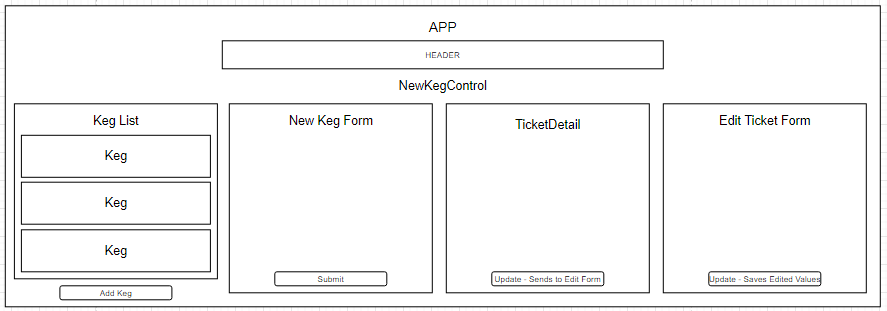 APP
HEADER
NewKegControl
Keg List
Keg
Keg
Keg
Add Keg
New Keg Form
Submit
TicketDetail
Update - Sends to Edit Form
Edit Ticket Form
Update - Saves Edited Values